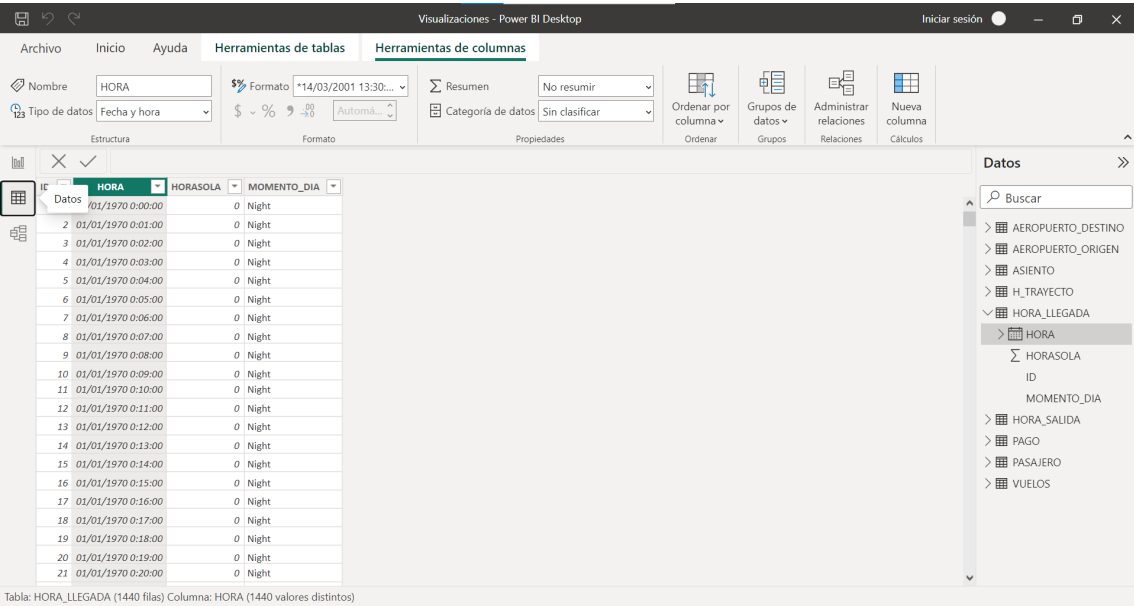 Visualizaciones - Power BI Desktop
Iniciar sesión
Archivo Inicio Ayuda Herramientas de tablas Herramientas de columnas
Nombre HORA
Tipo de datos Fecha y hora
Estructura
$% Formato *14/03/2001 13:30:...
$ % 9 .00 Automá...
Formato
Resumen No resumir
Categoría de datos Sin clasificar
Propiedades
Ordenar por
columna
Ordenar
Grupos de
datos
Grupos
Administrar
relaciones
Relaciones
Nueva
columna
Cálculos
Datos
ID HORA HORASOLA MOMENTO_DIA
/01/1970 0:00:00 0 Night
2 01/01/1970 0:01:00 0 Night
3 01/01/1970 0:02:00 0 Night
4 01/01/1970 0:03:00 0 Night
5 01/01/1970 0:04:00 0 Night
6 01/01/1970 0:05:00 0 Night
7 01/01/1970 0:06:00 0 Night
8 01/01/1970 0:07:00 0 Night
9 01/01/1970 0:08:00 0 Night
10 01/01/1970 0:09:00 0 Night
11 01/01/1970 0:10:00 0 Night
12 01/01/1970 0:11:00 0 Night
13 01/01/1970 0:12:00 0 Night
14 01/01/1970 0:13:00 0 Night
15 01/01/1970 0:14:00 0 Night
16 01/01/1970 0:15:00 0 Night
17 01/01/1970 0:16:00 0 Night
18 01/01/1970 0:17:00 0 Night
19 01/01/1970 0:18:00 0 Night
20 01/01/1970 0:19:00 0 Night
21 01/01/1970 0:20:00 0 Night
Datos
Buscar
AEROPUERTO_DESTINO
AEROPUERTO_ORIGEN
ASIENTO
H_TRAYECTO
HORA_LLEGADA
HORA
HORASOLA
ID
MOMENTO_DIA
HORA_SALIDA
PAGO
PASAJERO
VUELOS
Tabla: HORA_LLEGADA (1440 filas) Columna: HORA (1440 valores distintos)